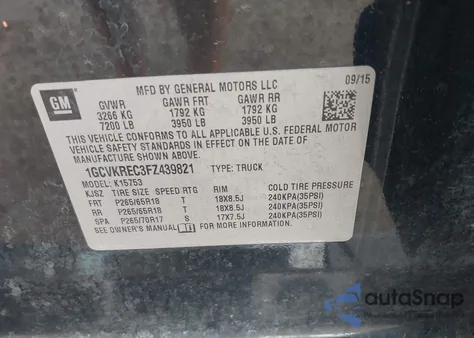 GM
MFD BY GENERAL MOTORS LLC
09/15
GVWR GAWR FRT GAWR RR
3266 KG 1792 KG 1792 KG
7200 LB 3950 LB 3950 LB
THIS VEHICLE CONFORMS TO ALL APPLICABLE U.S. FEDERAL MOTOR
VEHICLE SAFETY STANDARDS IN EFFECT ON THE DATE OF
MANUFACTURE SHOWN ABOVE.
1GCVKREC3FZ439821 TYPE: TRUCK
MODEL: K15753
KJSZ TIRE SIZE SPEED RTG RIM COLD TIRE PRESSURE
FRT P265/65R18 T 18X8.5J 240KPA(35PSI)
RR P265/65R18 T 18X8.5J 240KPA(35PSI)
SPA P265/70R17 S 17X7.5J 240KPA(35PSI)
SEE OWNER'S MANUAL
autoSnap